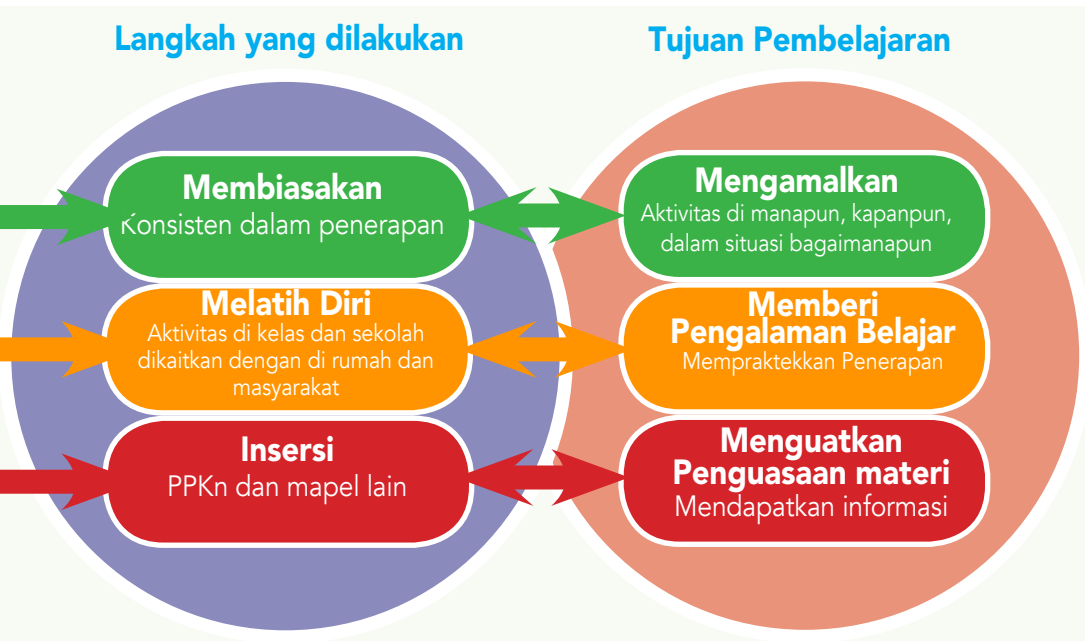 Langkah yang dilakukan
Tujuan Pembelajaran
Membiasakan
Konsisten dalam penerapan
Mengamalkan
Aktivitas di manapun, kapanpun,
dalam situasi bagaimanapun
Melatih Diri
Aktivitas di kelas dan sekolah
dikaitkan dengan di rumah dan
masyarakat
Memberi
Pengalaman Belajar
Mempraktekkan Penerapan
Insersi
PPKn dan mapel lain
Menguatkan
Penguasaan materi
Mendapatkan informasi